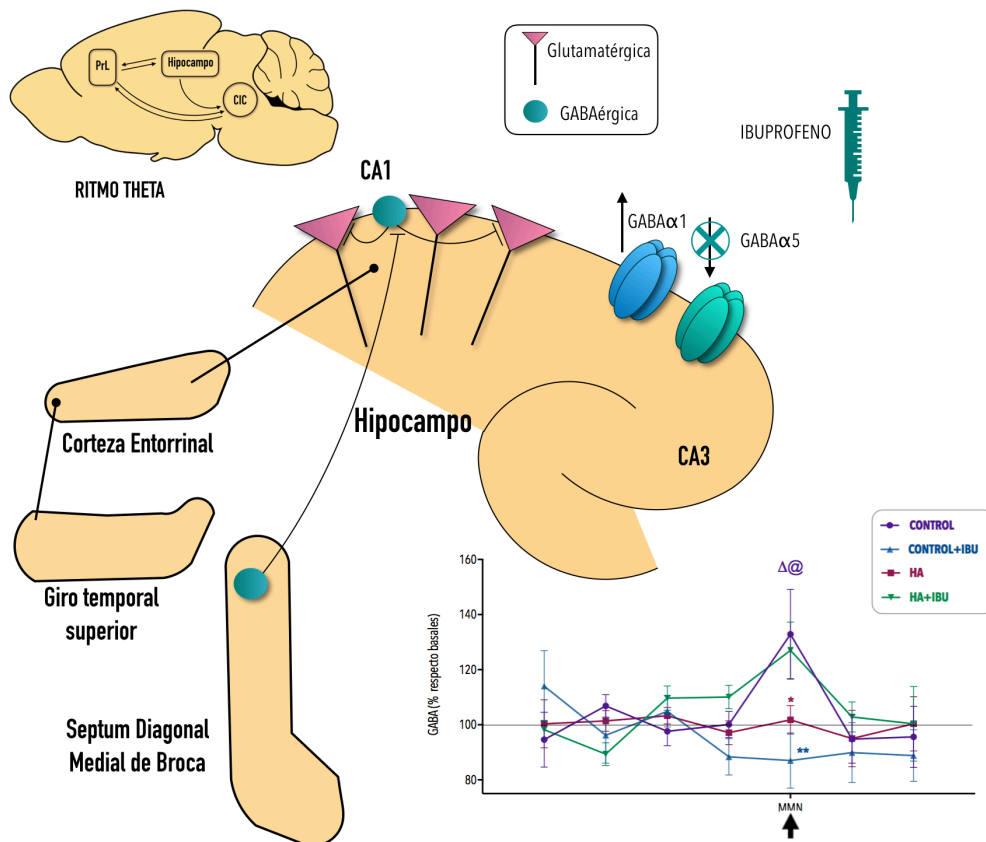 PrL
Hipocampo
CIC
RITMO THETA
Glutamatérgica
GABAérgica
IBUPROFENO
CA1
GABAα1
GABAα5
Hipocampo
CA3
Corteza Entorrinal
Giro temporal
superior
Septum Diagonal
Medial de Broca
CONTROL
CONTROL+IBU
HA
HA+IBU
GABA (% respecto basales)
160
140
120
100
80
Δ@
*
**
MMN